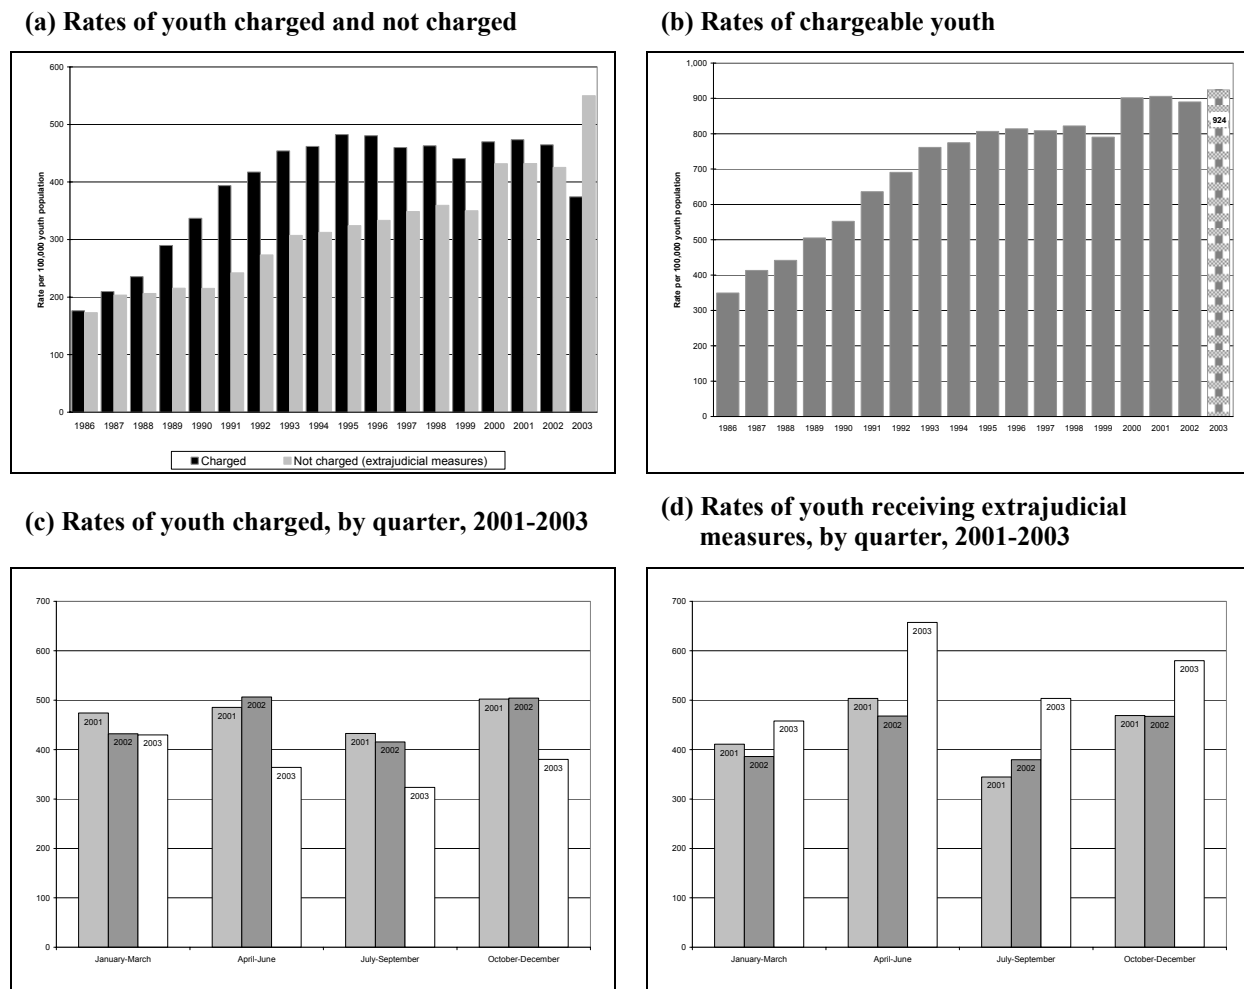 (a) Rates of youth charged and not charged
600
500
400
300
200
100
0
Rate per 100,000 youth population
1986 1987 1988 1989 1990 1991 1992 1993 1994 1995 1996 1997 1998 1999 2000 2001 2002 2003
Charged Not charged (extrajudicial measures)
(b) Rates of chargeable youth
1,000
900
800
700
600
500
400
300
200
100
0
Rate per 100,000 youth population
924
1986 1987 1988 1989 1990 1991 1992 1993 1994 1995 1996 1997 1998 1999 2000 2001 2002 2003
(c) Rates of youth charged, by quarter, 2001-2003
700
600
500
400
300
200
100
0
2001 2002 2003
2001 2002 2003
2001 2002 2003
2001 2002 2003
January-March April-June July-September October-December
(d) Rates of youth receiving extrajudicial
measures, by quarter, 2001-2003
700
600
500
400
300
200
100
0
2001 2002 2003
2001 2002 2003
2001 2002 2003
2001 2002 2003
January-March April-June July-September October-December